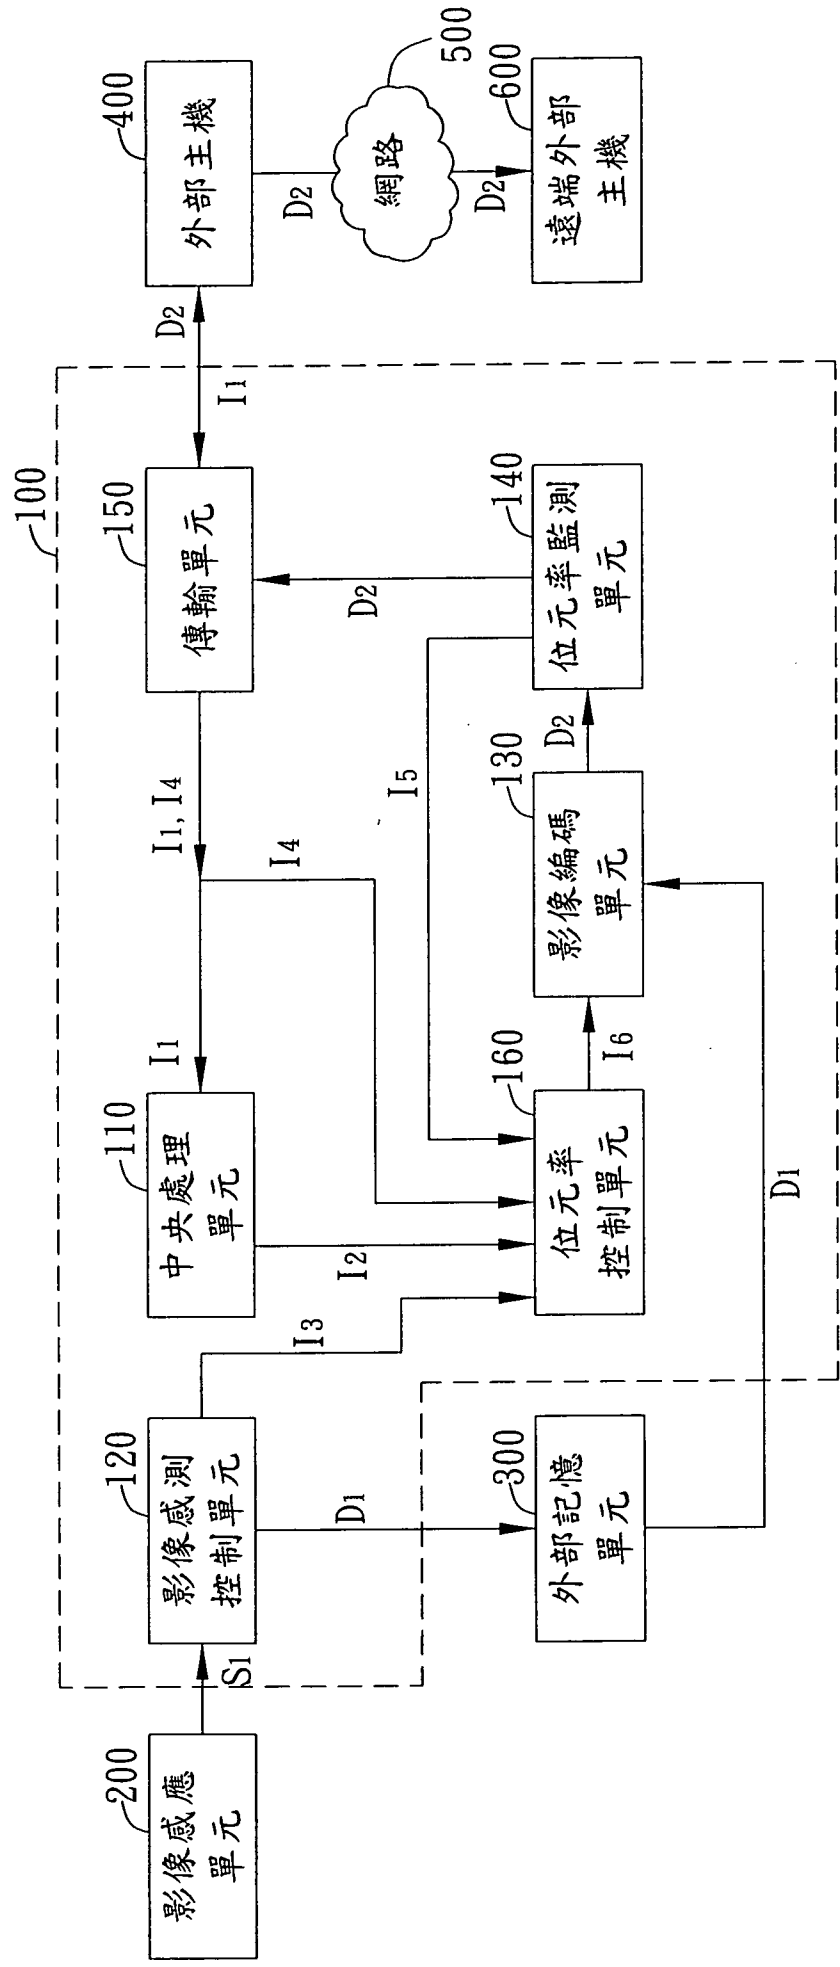 100
200
影像感應
單元
S1
120
影像感測
控制單元
I3
D1
300
外部記憶
單元
D1
110
中央處理
單元
I2
I1
I1,I4
I4
160
位元率
控制單元
I6
130
影像編碼
單元
D2
I5
140
位元率監測
單元
D2
150
傳輸單元
I1
D2
400
外部主機
D2
500
網路
D2
600
遠端外部
主機